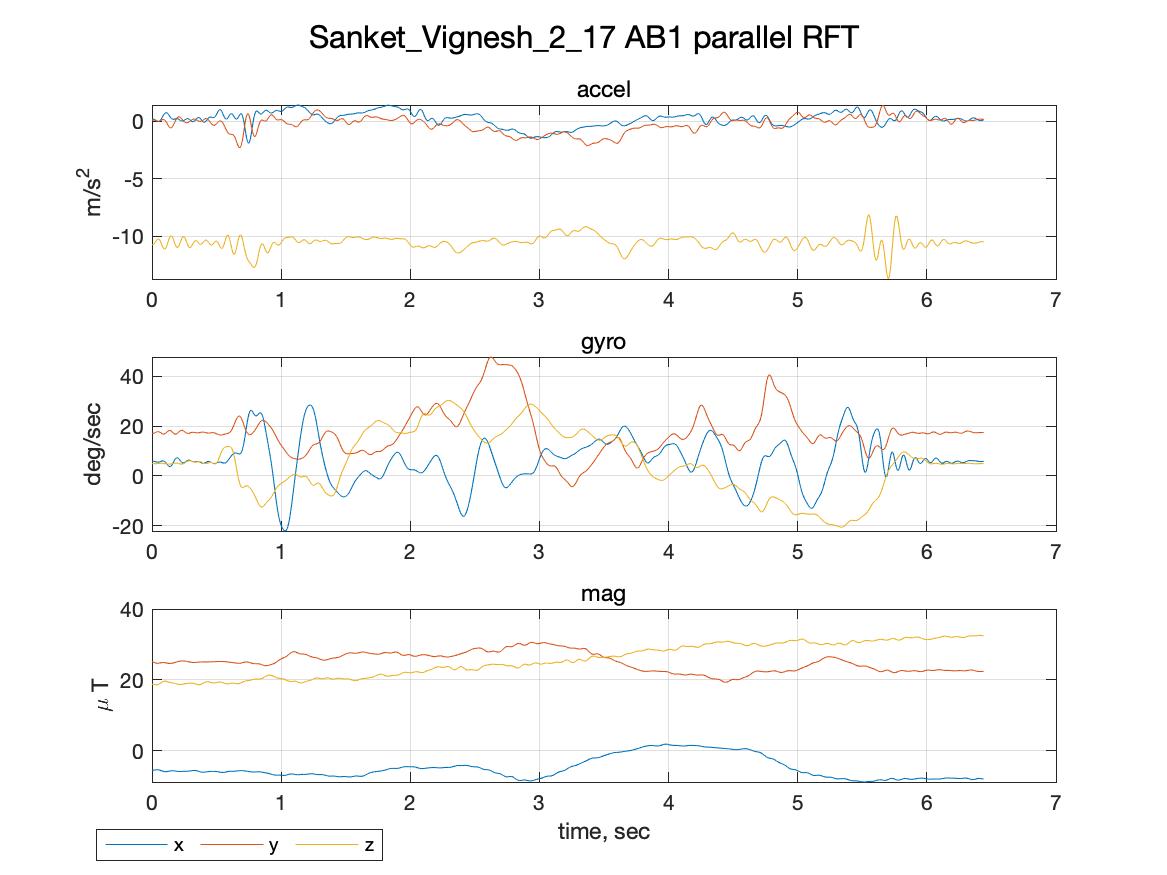 Sanket_Vignesh_2_17 AB1 parallel RFT
accel
m/s²
0
-5
-10
0 1 2 3 4 5 6 7
gyro
deg/sec
40
20
0
-20
0 1 2 3 4 5 6 7
mag
μ T
40
20
0
0 1 2 3 4 5 6 7
time, sec
x y z